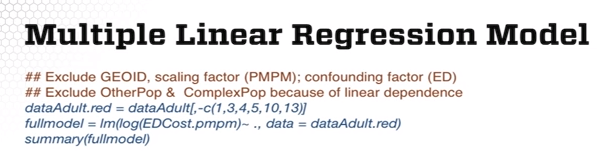 Multiple Linear Regression Model
## Exclude GEOID, scaling factor (PMPM); confounding factor (ED)
## Exclude OtherPop & ComplexPop because of linear dependence
dataAdult.red = dataAdult[,-c(1,3,4,5,10,13)]
fullmodel = lm(log(EDCost.pmpm)~ ., data = dataAdult.red)
summary(fullmodel)